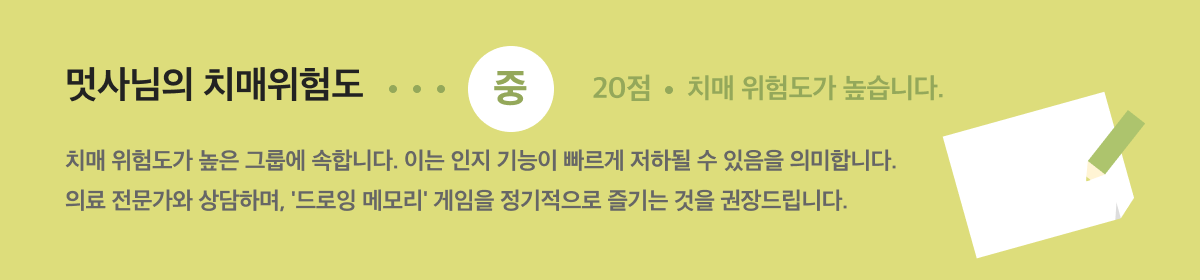 멋사님의 치매위험도 • • • 중 20점 • 치매 위험도가 높습니다.
치매 위험도가 높은 그룹에 속합니다. 이는 인지 기능이 빠르게 저하될 수 있음을 의미합니다.
의료 전문가와 상담하며, '드로잉 메모리' 게임을 정기적으로 즐기는 것을 권장드립니다.